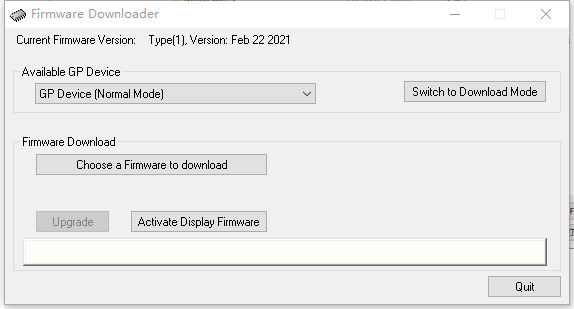 Firmware Downloader
Current Firmware Version: Type(1), Version: Feb 22 2021
Available GP Device
GP Device (Normal Mode)
Switch to Download Mode
Firmware Download
Choose a Firmware to download
Upgrade
Activate Display Firmware
Quit